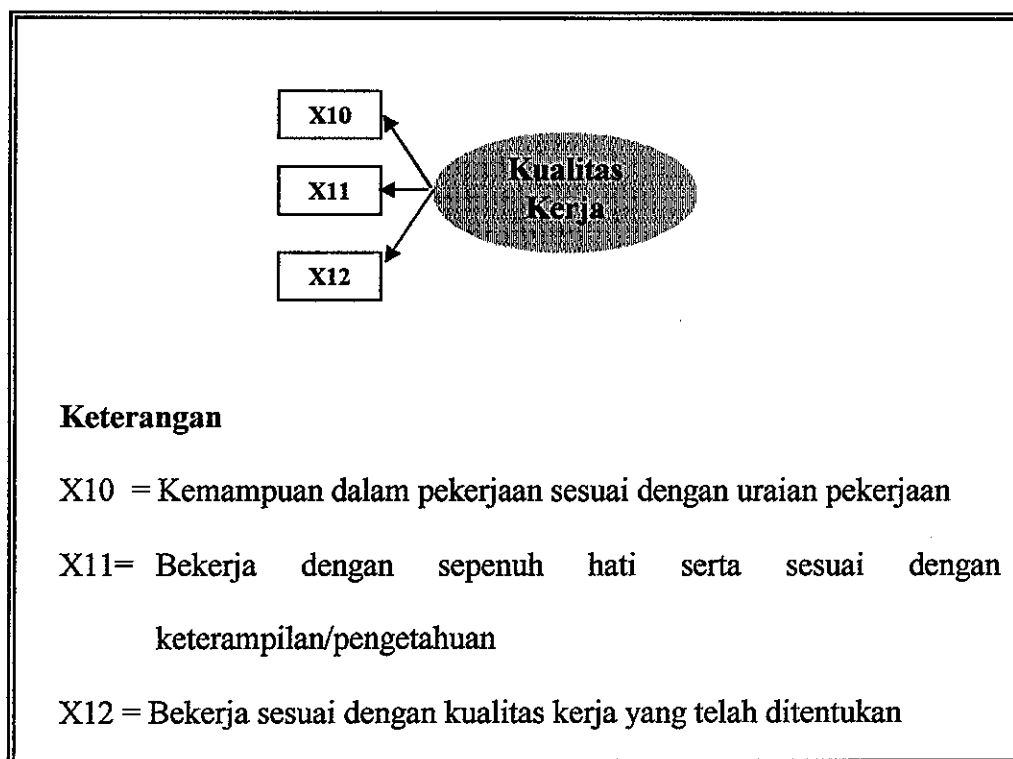 X10
Kualitas
X11
Kerja
X12
Keterangan
X10 = Kemampuan dalam pekerjaan sesuai dengan uraian pekerjaan
X11= Bekerja dengan sepenuh hati serta sesuai dengan
keterampilan/pengetahuan
X12 = Bekerja sesuai dengan kualitas kerja yang telah ditentukan